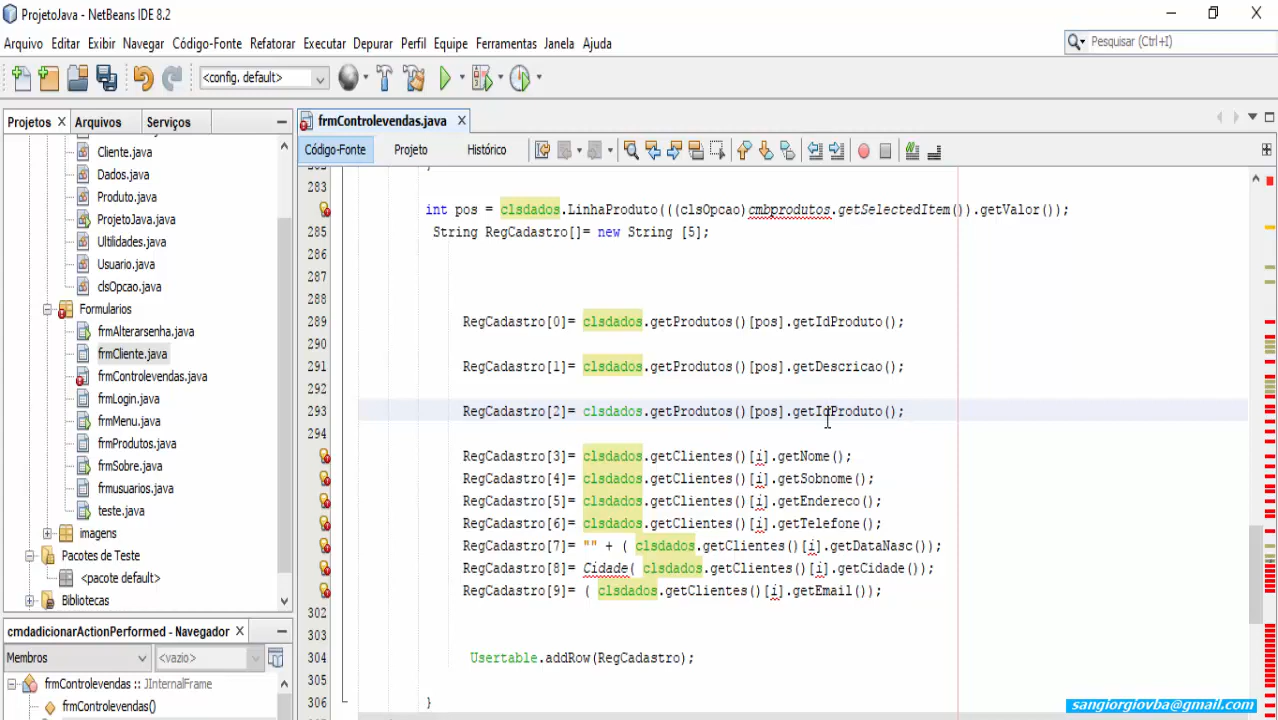 ProjetoJava - NetBeans IDE 8.2
Arquivo Editar Exibir Navegar Código-Fonte Refatorar Executar Depurar Perfil Equipe Ferramentas Janela Ajuda
Pesquisar (Ctrl+I)
<config. default>
Projetos Arquivos Serviços
frmControlevendas.java
Código-Fonte Projeto Histórico
Cliente.java
Dados.java
Produto.java
ProjetoJava.java
Ultilidades.java
Usuario.java
clsOpcao.java
Formularios
frmAlterarsenha.java
frmCliente.java
frmControlevendas.java
frmLogin.java
frmMenu.java
frmProdutos.java
frmSobre.java
frmusuarios.java
teste.java
imagens
Pacotes de Teste
<pacote default>
Bibliotecas
cmdadicionarActionPerformed - Navegador
Membros <vazio>
frmControlevendas :: JInternalFrame
frmControlevendas()
283
int pos = clsdados.LinhaProduto(((clsOpcao)cmbprodutos.getSelectedItem()).getValor());
285 String RegCadastro[]= new String [5];
286
287
288
289 RegCadastro[0]= clsdados.getProdutos()[pos].getIdProduto();
290
291 RegCadastro[1]= clsdados.getProdutos()[pos].getDescricao();
292
293 RegCadastro[2]= clsdados.getProdutos()[pos].getIdProduto();
294
RegCadastro[3]= clsdados.getClientes()[i].getNome();
RegCadastro[4]= clsdados.getClientes()[i].getSobnome();
RegCadastro[5]= clsdados.getClientes()[i].getEndereco();
RegCadastro[6]= clsdados.getClientes()[i].getTelefone();
RegCadastro[7]= "" + ( clsdados.getClientes()[i].getDataNasc());
RegCadastro[8]= Cidade( clsdados.getClientes()[i].getCidade());
RegCadastro[9]= ( clsdados.getClientes()[i].getEmail());
302
303
304 Usertable.addRow(RegCadastro);
305
306 }
sangiorgiovba@gmail.com